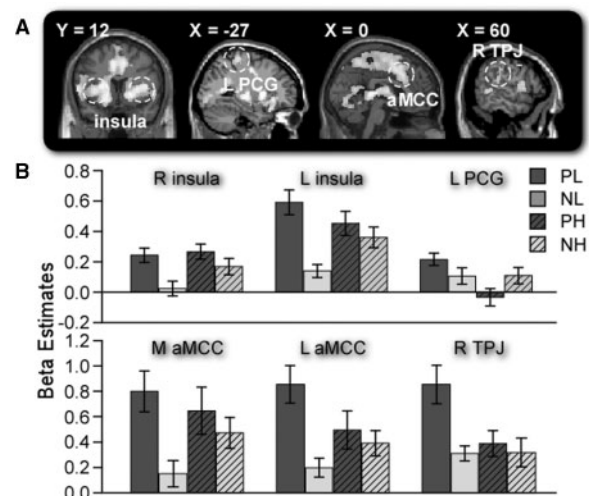 A
Y = 12
X = -27
X = 0
X = 60
R TPJ
L PCG
aMCC
insula
B
0.8
0.6
0.4
0.2
0.0
-0.2
R insula
L insula
L PCG
PL
NL
PH
NH
Beta Estimates
1.2
1.0
0.8
0.6
0.4
0.2
0.0
M aMCC
L aMCC
R TPJ